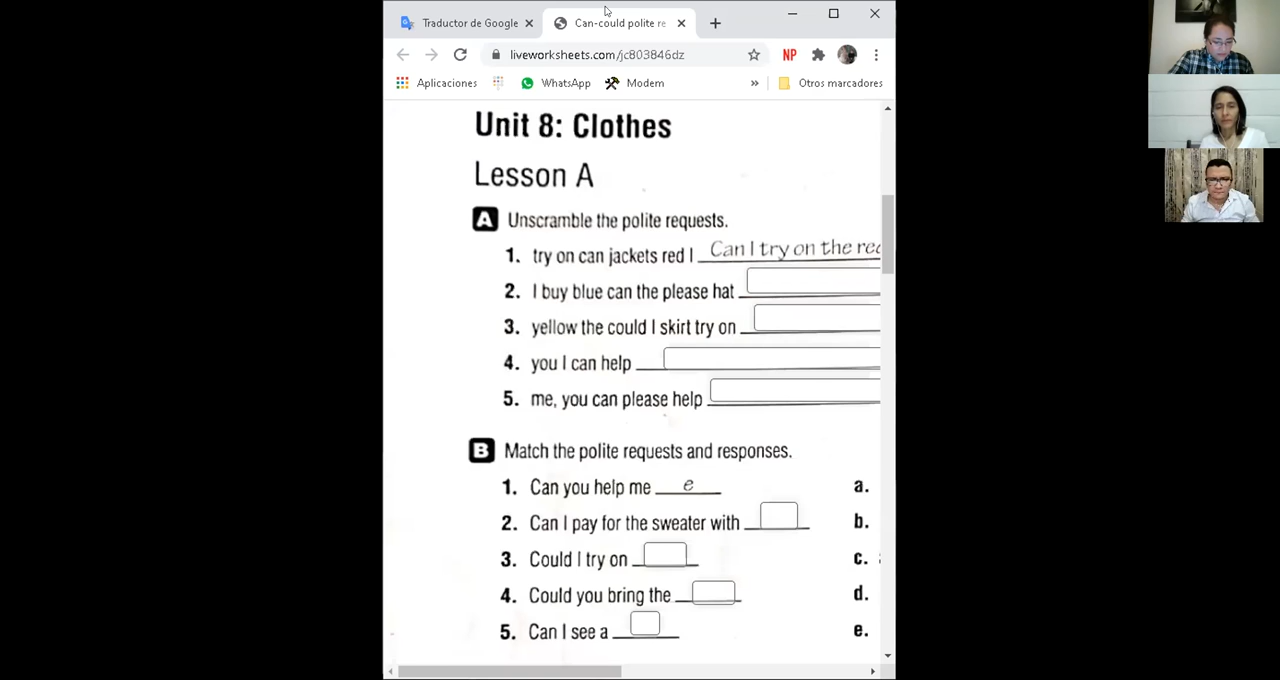 Traductor de Google
Can-could polite re
liveworksheets.com/jc803846dz
NP
Aplicaciones
WhatsApp
Modem
»
Otros marcadores
Unit 8: Clothes
Lesson A
A Unscramble the polite requests.
1. try on can jackets red I Can I try on the red
2. I buy blue can the please hat
3. yellow the could I skirt try on
4. you I can help
5. me, you can please help
B Match the polite requests and responses.
1. Can you help me e a.
2. Can I pay for the sweater with b.
3. Could I try on c.
4. Could you bring the d.
5. Can I see a e.